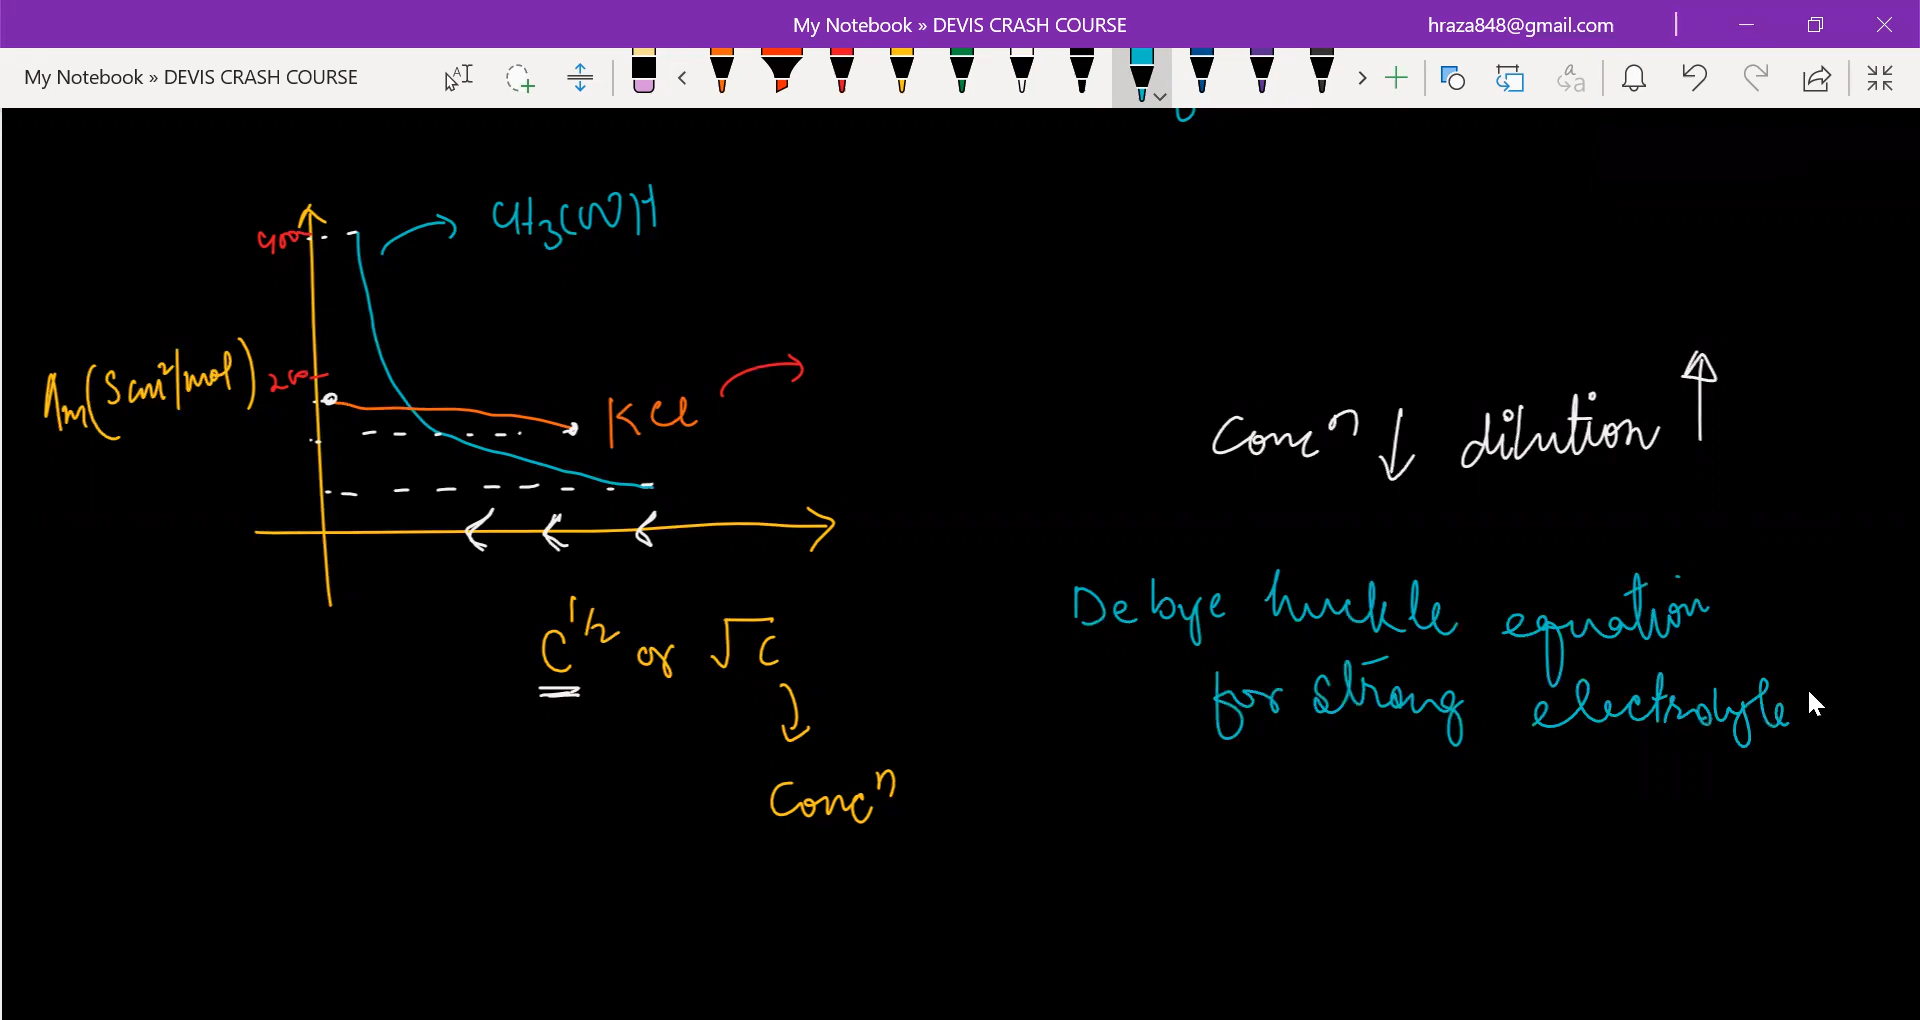 My Notebook » DEVIS CRASH COURSE
hraza848@gmail.com
My Notebook » DEVIS CRASH COURSE
CH3COOH
400
Λm (S cm²/mol)
200
KCl
Concⁿ ↓ dilution ↑
C^1/2 or √C
Debye huckle equation
for strong electrolyte
Concⁿ